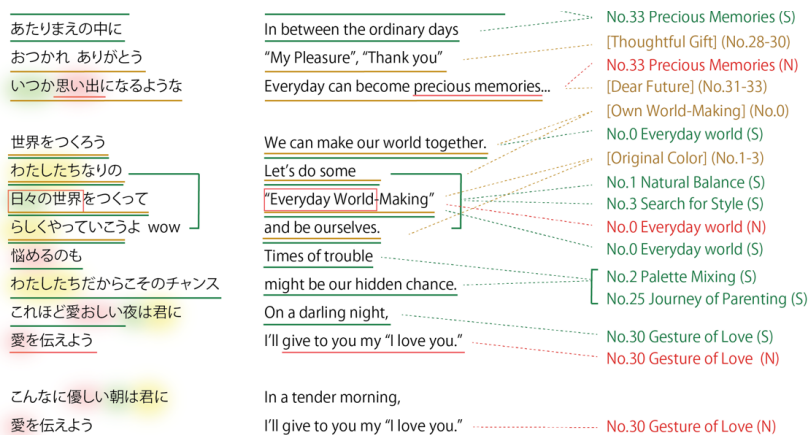 あたりまえの中に
おつかれ ありがとう
いつか思い出になるような
世界をつくろう
わたしたちなりの
日々の世界をつくって
らしくやっていこうよ wow
悩めるのも
わたしたちだからこそのチャンス
これほど愛おしい夜は君に
愛を伝えよう
こんなに優しい朝は君に
愛を伝えよう
In between the ordinary days
“My Pleasure”, “Thank you”
Everyday can become precious memories...
We can make our world together.
Let’s do some
“Everyday World-Making”
and be ourselves.
Times of trouble
might be our hidden chance.
On a darling night,
I’ll give to you my “I love you.”
In a tender morning,
I’ll give to you my “I love you.”
No.33 Precious Memories (S)
[Thoughtful Gift] (No.28-30)
No.33 Precious Memories (N)
[Dear Future] (No.31-33)
[Own World-Making] (No.0)
No.0 Everyday world (S)
[Original Color] (No.1-3)
No.1 Natural Balance (S)
No.3 Search for Style (S)
No.0 Everyday world (N)
No.0 Everyday world (S)
No.2 Palette Mixing (S)
No.25 Journey of Parenting (S)
No.30 Gesture of Love (S)
No.30 Gesture of Love (N)
No.30 Gesture of Love (N)